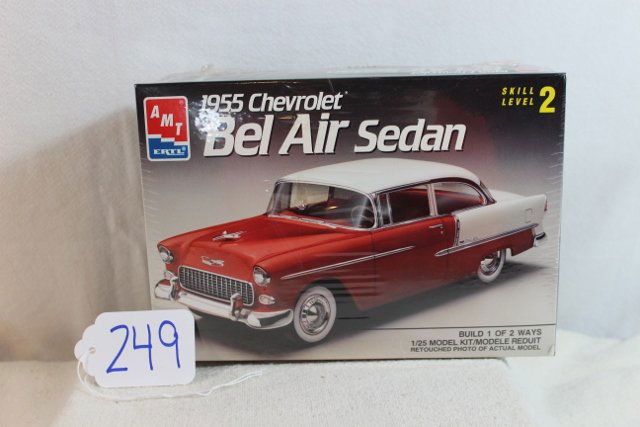 1955 Chevrolet
Bel Air Sedan
SKILL
LEVEL 2
AMT
ERTL
BUILD 1 OF 2 WAYS
1/25 MODEL KIT/MODELE REDUIT
RETOUCHED PHOTO OF ACTUAL MODEL
249